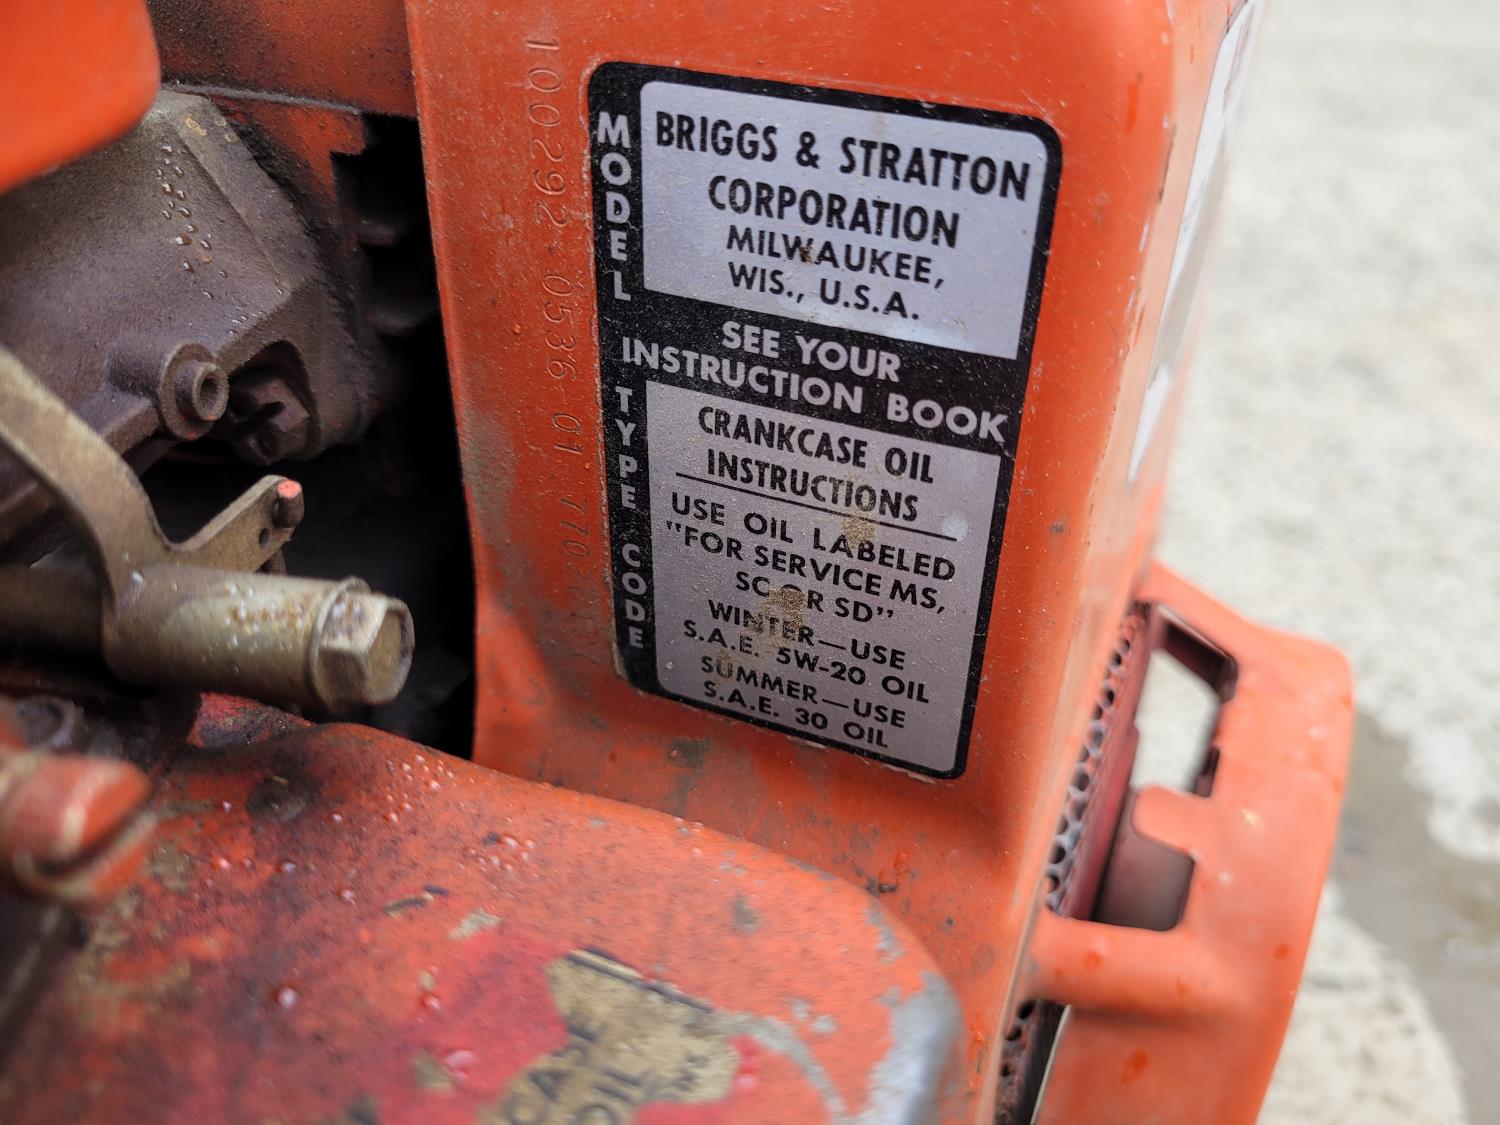 100292 0536 01
MODEL
BRIGGS & STRATTON
CORPORATION
MILWAUKEE,
WIS., U.S.A.
SEE YOUR
INSTRUCTION BOOK
TYPE CODE
CRANKCASE OIL
INSTRUCTIONS
USE OIL LABELED
"FOR SERVICE MS,
SC OR SD"
WINTER—USE
S.A.E. 5W-20 OIL
SUMMER—USE
S.A.E. 30 OIL
OIL